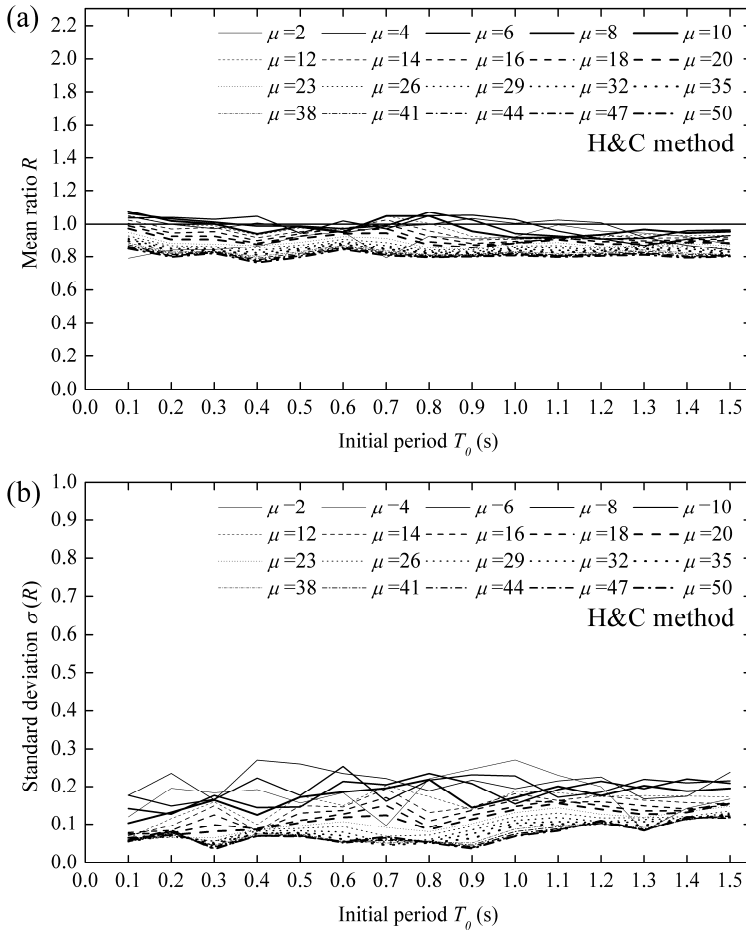 (a)
2.2
2.0
1.8
1.6
1.4
1.2
1.0
0.8
0.6
0.4
0.2
0.0
Mean ratio R
μ=2 μ=4 μ=6 μ=8 μ=10
μ=12 μ=14 μ=16 μ=18 μ=20
μ=23 μ=26 μ=29 μ=32 μ=35
μ=38 μ=41 μ=44 μ=47 μ=50
H&C method
0.0 0.1 0.2 0.3 0.4 0.5 0.6 0.7 0.8 0.9 1.0 1.1 1.2 1.3 1.4 1.5
Initial period T0 (s)
(b)
1.0
0.9
0.8
0.7
0.6
0.5
0.4
0.3
0.2
0.1
0.0
Standard deviation σ(R)
μ=2 μ=4 μ=6 μ=8 μ=10
μ=12 μ=14 μ=16 μ=18 μ=20
μ=23 μ=26 μ=29 μ=32 μ=35
μ=38 μ=41 μ=44 μ=47 μ=50
H&C method
0.0 0.1 0.2 0.3 0.4 0.5 0.6 0.7 0.8 0.9 1.0 1.1 1.2 1.3 1.4 1.5
Initial period T0 (s)